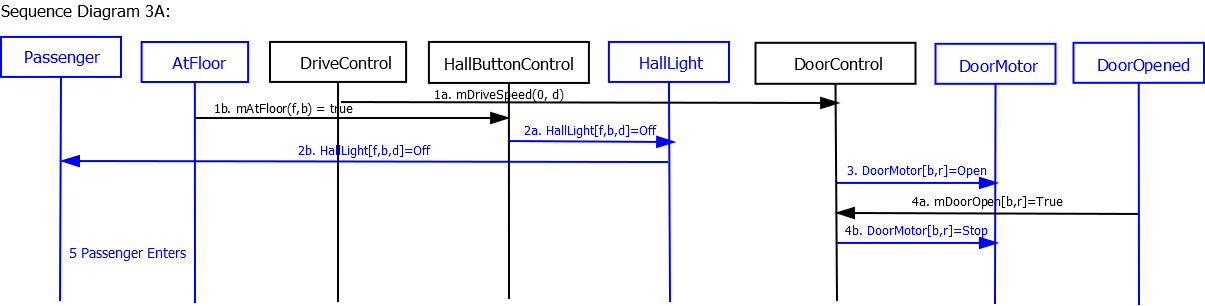 Sequence Diagram 3A:
Passenger
AtFloor
DriveControl
HallButtonControl
HallLight
DoorControl
DoorMotor
DoorOpened
1a. mDriveSpeed(0, d)
1b. mAtFloor(f,b) = true
2a. HallLight[f,b,d]=Off
2b. HallLight[f,b,d]=Off
3. DoorMotor[b,r]=Open
4a. mDoorOpen[b,r]=True
4b. DoorMotor[b,r]=Stop
5 Passenger Enters